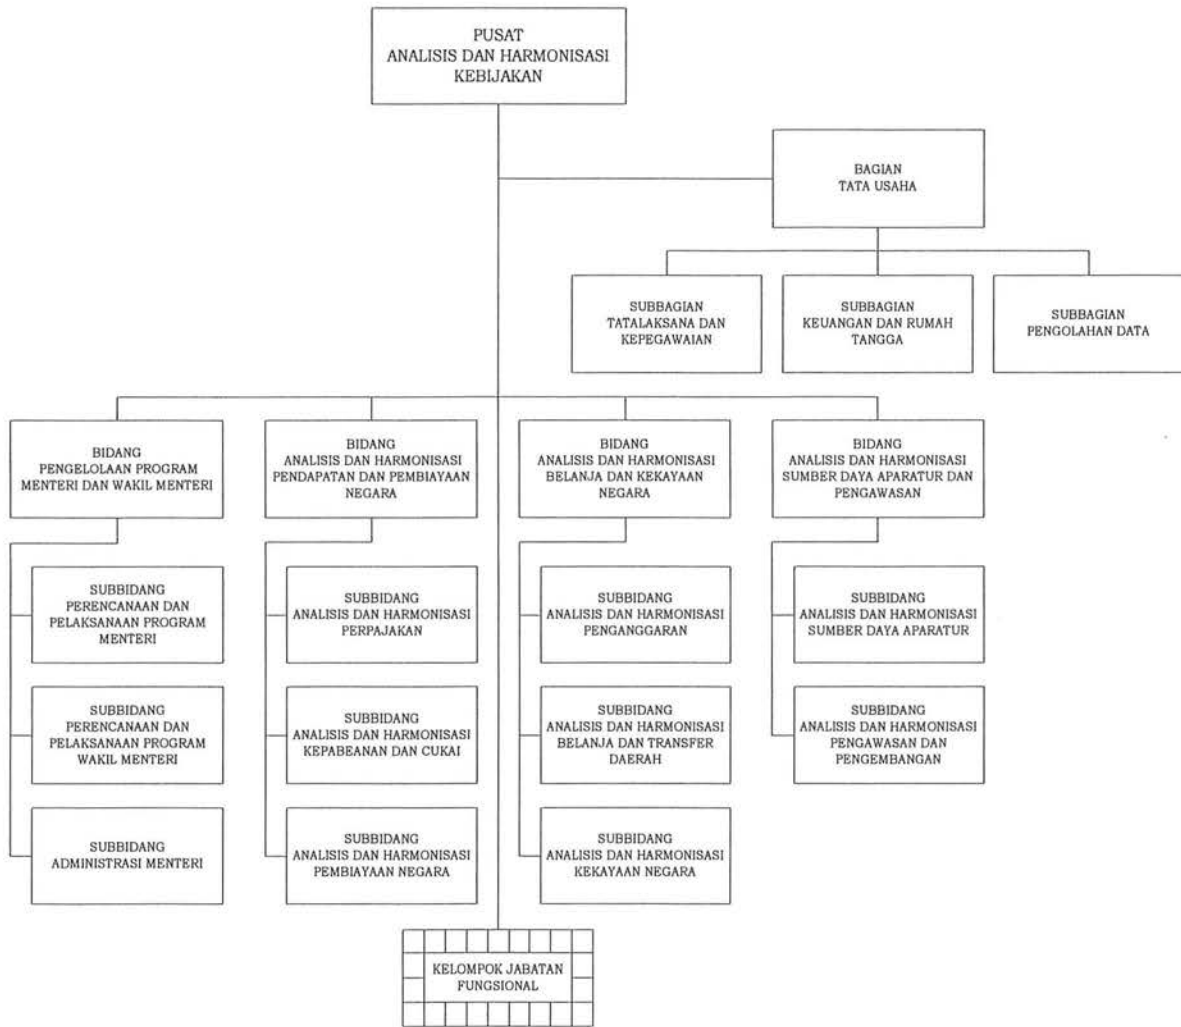 PUSAT
ANALISIS DAN HARMONISASI
KEBIJAKAN
BAGIAN
TATA USAHA
SUBBAGIAN
TATALAKSANA DAN
KEPEGAWAIAN
SUBBAGIAN
KEUANGAN DAN RUMAH
TANGGA
SUBBAGIAN
PENGOLAHAN DATA
BIDANG
PENGELOLAAN PROGRAM
MENTERI DAN WAKIL MENTERI
BIDANG
ANALISIS DAN HARMONISASI
PENDAPATAN DAN PEMBIAYAAN
NEGARA
BIDANG
ANALISIS DAN HARMONISASI
BELANJA DAN KEKAYAAN
NEGARA
BIDANG
ANALISIS DAN HARMONISASI
SUMBER DAYA APARATUR DAN
PENGAWASAN
SUBBIDANG
PERENCANAAN DAN
PELAKSANAAN PROGRAM
MENTERI
SUBBIDANG
ANALISIS DAN HARMONISASI
PERPAJAKAN
SUBBIDANG
ANALISIS DAN HARMONISASI
PENGANGGARAN
SUBBIDANG
ANALISIS DAN HARMONISASI
SUMBER DAYA APARATUR
SUBBIDANG
PERENCANAAN DAN
PELAKSANAAN PROGRAM
WAKIL MENTERI
SUBBIDANG
ANALISIS DAN HARMONISASI
KEPABEANAN DAN CUKAI
SUBBIDANG
ANALISIS DAN HARMONISASI
BELANJA DAN TRANSFER
DAERAH
SUBBIDANG
ANALISIS DAN HARMONISASI
PENGAWASAN DAN
PENGEMBANGAN
SUBBIDANG
ADMINISTRASI MENTERI
SUBBIDANG
ANALISIS DAN HARMONISASI
PEMBIAYAAN NEGARA
SUBBIDANG
ANALISIS DAN HARMONISASI
KEKAYAAN NEGARA
KELOMPOK JABATAN
FUNGSIONAL